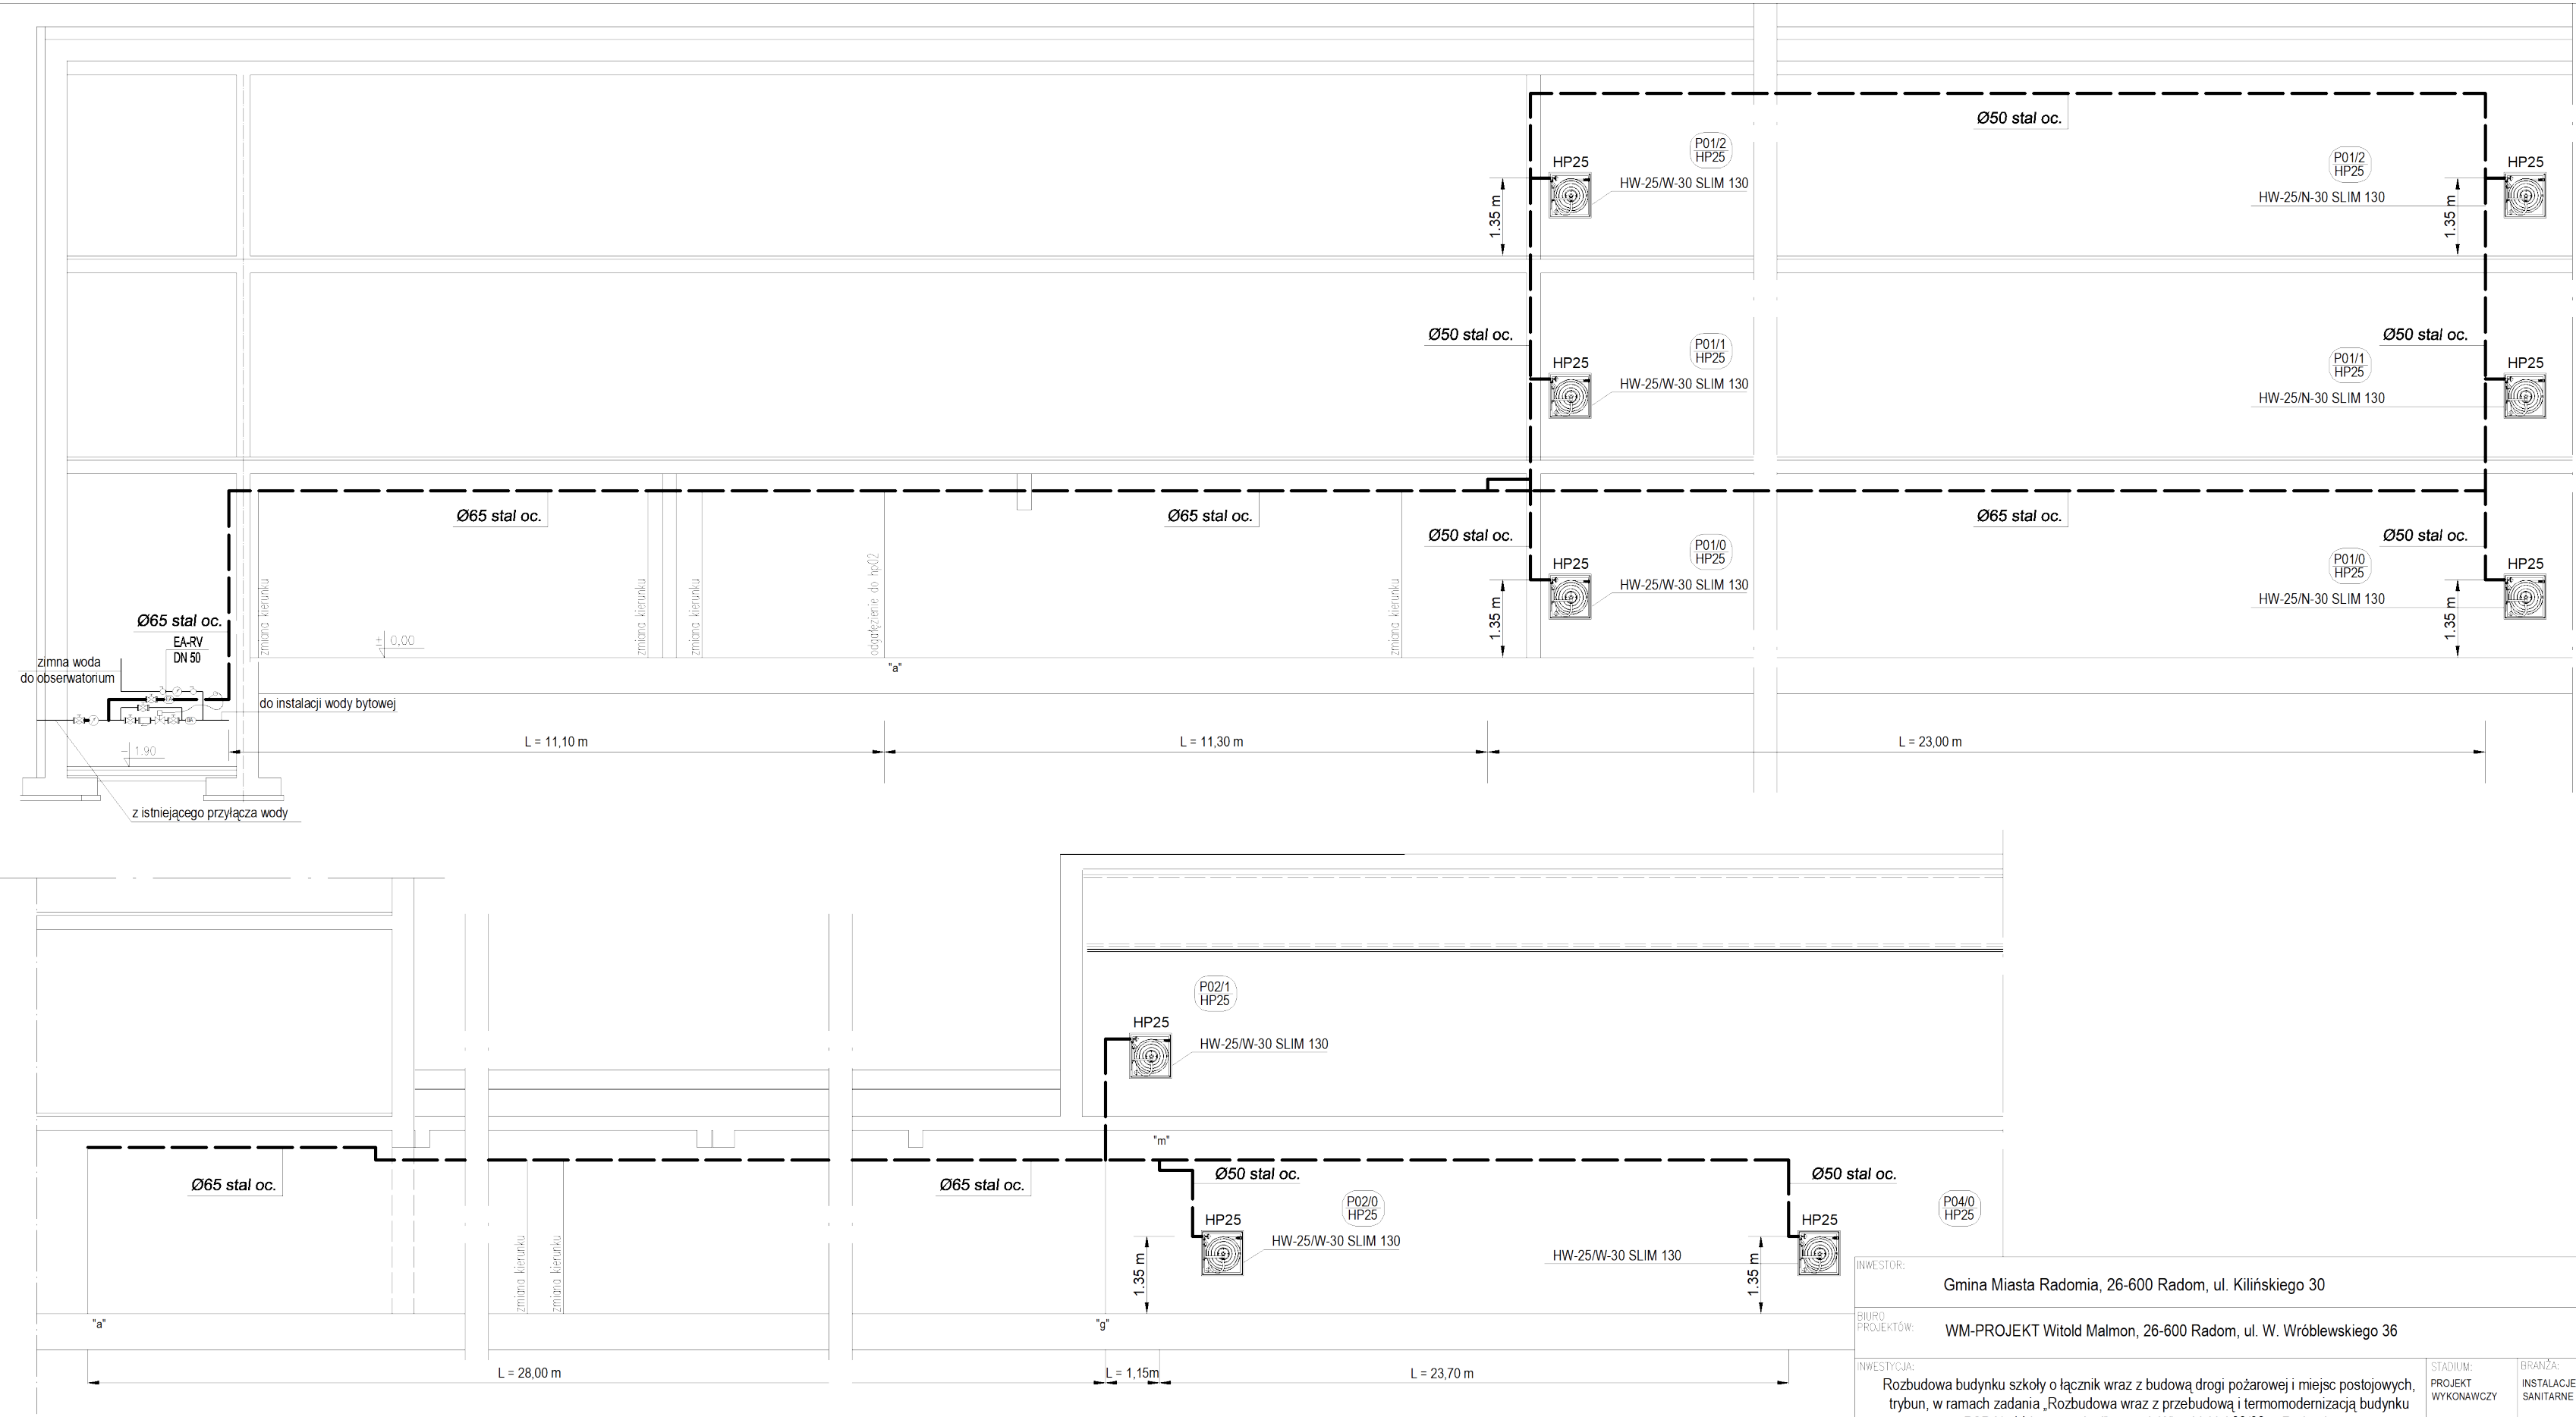 Ø50 stal oc.
P01/2
HP25
HP25
HW-25/W-30 SLIM 130
1.35 m
P01/2
HP25
HP25
HW-25/N-30 SLIM 130
1.35 m
Ø50 stal oc.
P01/1
HP25
HP25
HW-25/W-30 SLIM 130
Ø50 stal oc.
P01/1
HP25
HP25
HW-25/N-30 SLIM 130
Ø65 stal oc.
Ø65 stal oc.
Ø65 stal oc.
Ø50 stal oc.
P01/0
HP25
HP25
HW-25/W-30 SLIM 130
1.35 m
Ø50 stal oc.
P01/0
HP25
HP25
HW-25/N-30 SLIM 130
1.35 m
zmiana kierunku
zmiana kierunku
zmiana kierunku
odgałęzienie do hp02
zmiana kierunku
± 0.00
"a"
Ø65 stal oc.
EA-RV
DN 50
zimna woda
do obserwatorium
do instalacji wody bytowej
- 1.90
L = 11,10 m
L = 11,30 m
L = 23,00 m
z istniejącego przyłącza wody
P02/1
HP25
HP25
HW-25/W-30 SLIM 130
"m"
Ø65 stal oc.
Ø65 stal oc.
Ø50 stal oc.
Ø50 stal oc.
P02/0
HP25
HP25
HW-25/W-30 SLIM 130
1.35 m
P04/0
HP25
HP25
HW-25/W-30 SLIM 130
1.35 m
zmiana kierunku
zmiana kierunku
"a"
"g"
L = 28,00 m
L = 1,15m
L = 23,70 m
INWESTOR:
Gmina Miasta Radomia, 26-600 Radom, ul. Kilińskiego 30
BIURO
PROJEKTÓW:
WM-PROJEKT Witold Malmon, 26-600 Radom, ul. W. Wróblewskiego 36
INWESTYCJA:
Rozbudowa budynku szkoły o łącznik wraz z budową drogi pożarowej i miejsc postojowych,
trybun, w ramach zadania „Rozbudowa wraz z przebudową i termomodernizacją budynku
STADIUM:
PROJEKT
WYKONAWCZY
BRANŻA:
INSTALACJE
SANITARNE